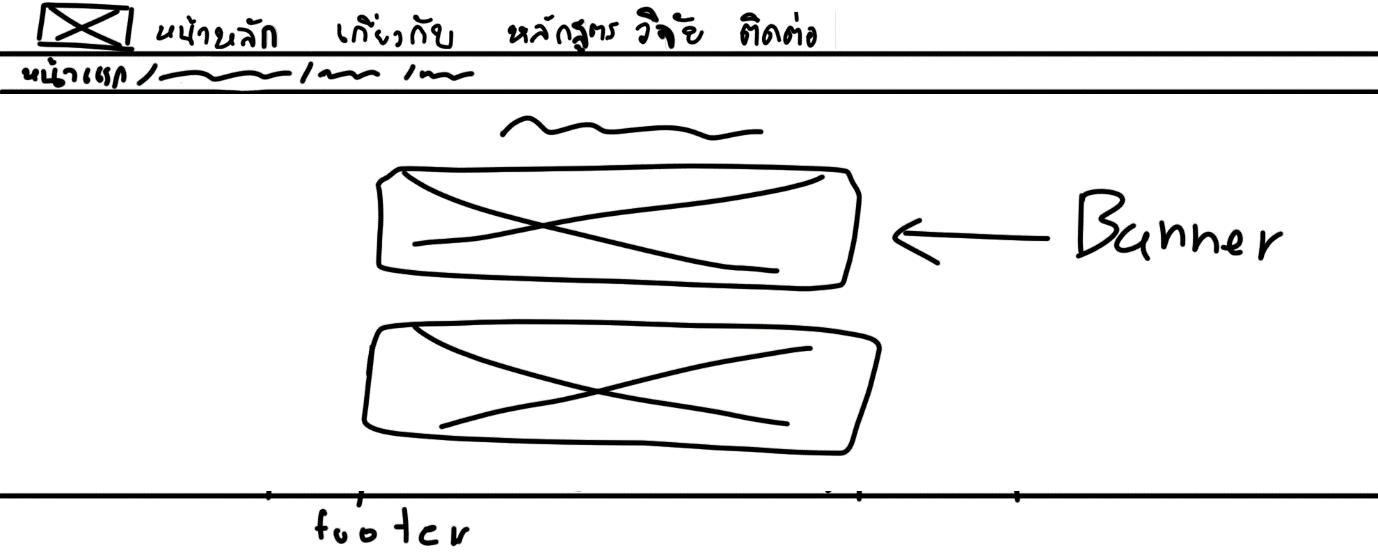 หน้าหลัก เกี่ยวกับ หลักสูตร วิจัย ติดต่อ
หน้าแรก / / /
Banner
footer